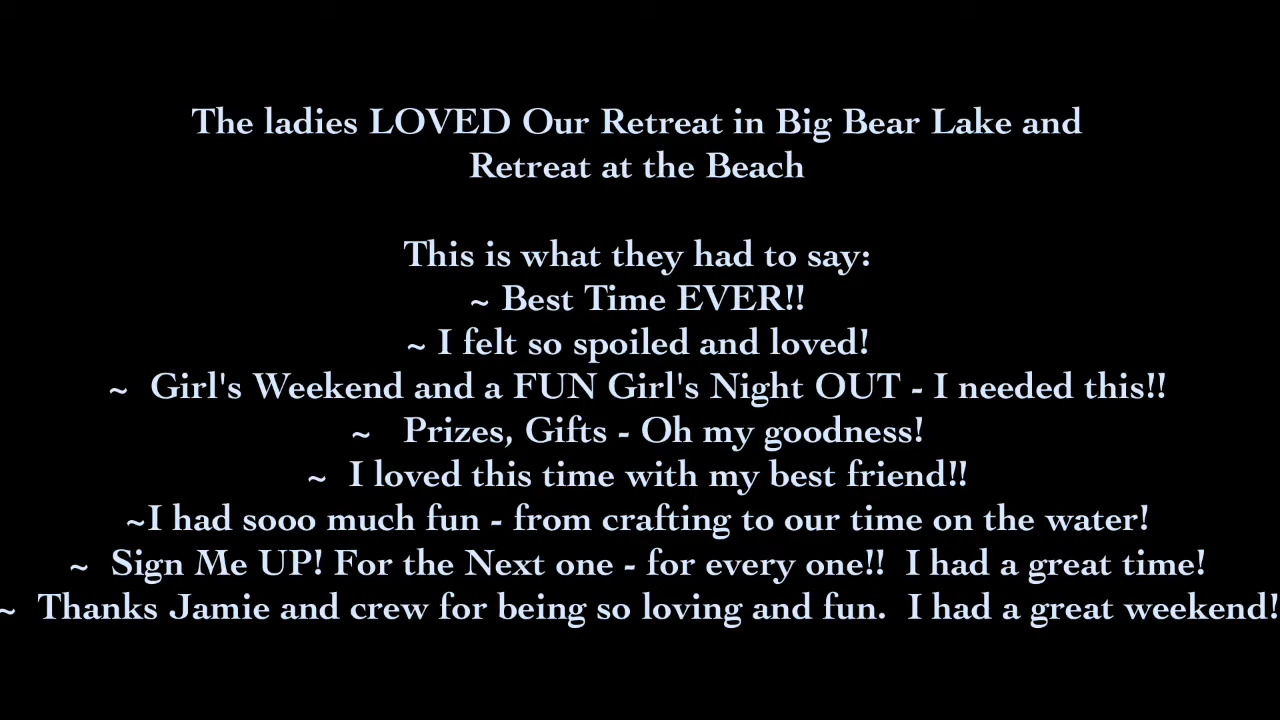 The ladies LOVED Our Retreat in Big Bear Lake and
Retreat at the Beach
This is what they had to say:
~ Best Time EVER!!
~ I felt so spoiled and loved!
~  Girl's Weekend and a FUN Girl's Night OUT - I needed this!!
~   Prizes, Gifts - Oh my goodness!
~  I loved this time with my best friend!!
~I had sooo much fun - from crafting to our time on the water!
~  Sign Me UP! For the Next one - for every one!!  I had a great time!
~  Thanks Jamie and crew for being so loving and fun.  I had a great weekend!